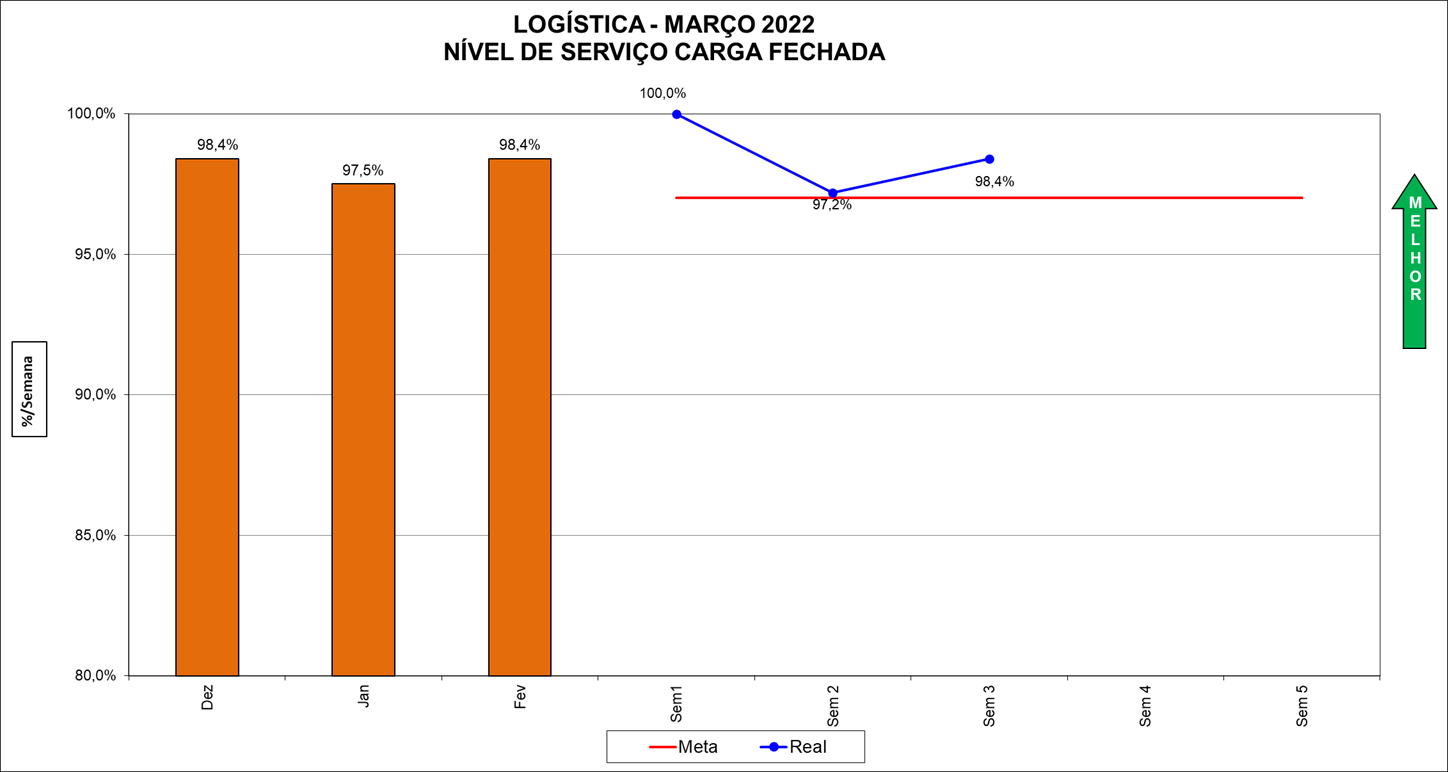 LOGÍSTICA - MARÇO 2022
NÍVEL DE SERVIÇO CARGA FECHADA
100,0%
100,0%
98,4%
97,5%
98,4%
98,4%
97,2%
MELHOR
95,0%
%/Semana
90,0%
85,0%
80,0%
Dez
Jan
Fev
Sem1
Sem 2
Sem 3
Sem 4
Sem 5
Meta
Real